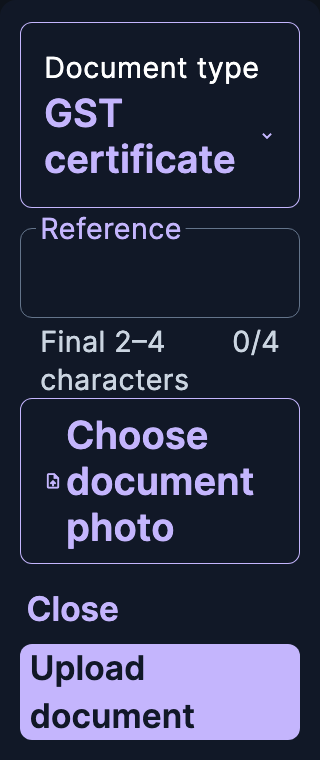 Document type
GST
certificate
Reference
Final 2–4 0/4
characters
Choose
document
photo
Close
Upload
document